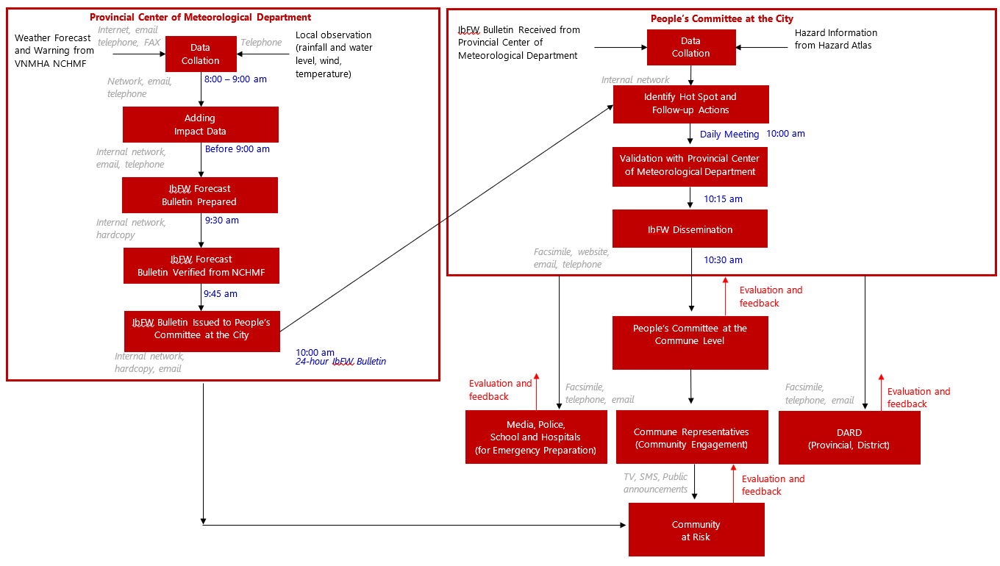 Provincial Center of Meteorological Department
Weather Forecast
and Warning from
VNMHA NCHMF
Internet, email
telephone, FAX
Data
Collation
Telephone
Local observation
(rainfall and water
level, wind,
temperature)
8:00 – 9:00 am
Network, email,
telephone
Adding
Impact Data
Before 9:00 am
Internal network,
email, telephone
IbFW Forecast
Bulletin Prepared
9:30 am
Internal network,
hardcopy
IbFW Forecast
Bulletin Verified from NCHMF
9:45 am
IbFW Bulletin Issued to People's
Committee at the City
Internal network,
hardcopy, email
10:00 am
24-hour IbFW Bulletin
People's Committee at the City
IbFW Bulletin Received from
Provincial Center of
Meteorological Department
Data
Collation
Hazard Information
from Hazard Atlas
Internal network
Identify Hot Spot and
Follow-up Actions
Daily Meeting 10:00 am
Validation with Provincial Center
of Meteorological Department
10:15 am
IbFW Dissemination
Facsimile, website,
email, telephone
10:30 am
Evaluation and
feedback
People's Committee at the
Commune Level
Evaluation and
feedback
Facsimile,
telephone, email
Facsimile,
telephone, email
Evaluation and
feedback
Media, Police,
School and Hospitals
(for Emergency Preparation)
Commune Representatives
(Community Engagement)
DARD
(Provincial, District)
TV, SMS, Public
announcements
Evaluation and
feedback
Community
at Risk